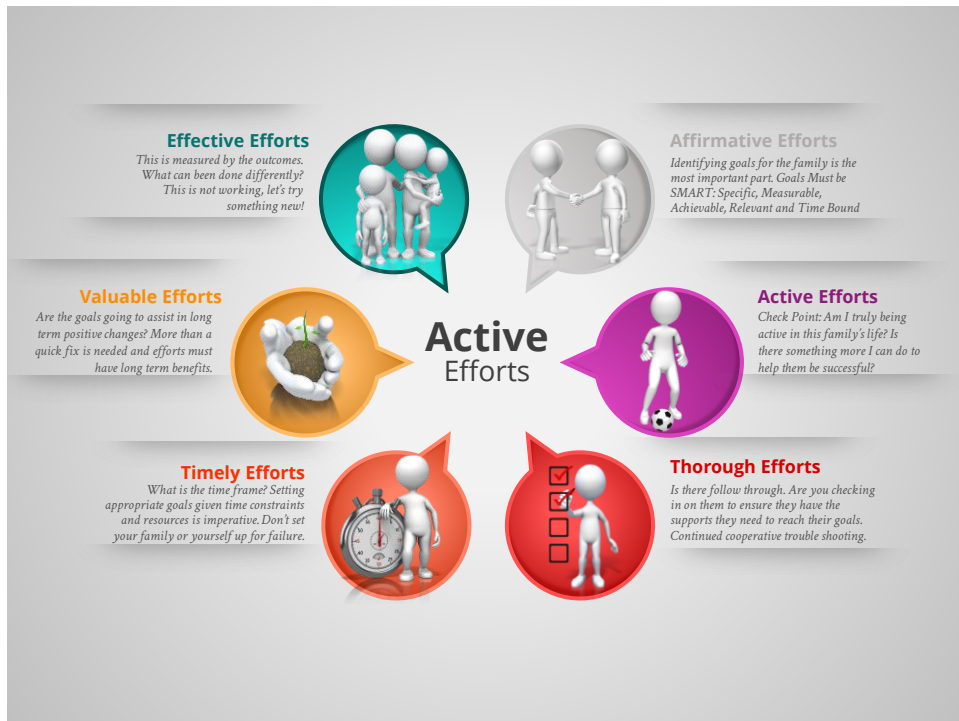 Effective Efforts
This is measured by the outcomes.
What can been done differently?
This is not working, let's try
something new!
Affirmative Efforts
Identifying goals for the family is the
most important part. Goals Must be
SMART: Specific, Measurable,
Achievable, Relevant and Time Bound
Valuable Efforts
Are the goals going to assist in long
term positive changes? More than a
quick fix is needed and efforts must
have long term benefits.
Active
Efforts
Active Efforts
Check Point: Am I truly being
active in this family's life? Is
there something more I can do to
help them be successful?
Timely Efforts
What is the time frame? Setting
appropriate goals given time constraints
and resources is imperative. Don't set
your family or yourself up for failure.
Thorough Efforts
Is there follow through. Are you checking
in on them to ensure they have the
supports they need to reach their goals.
Continued cooperative trouble shooting.